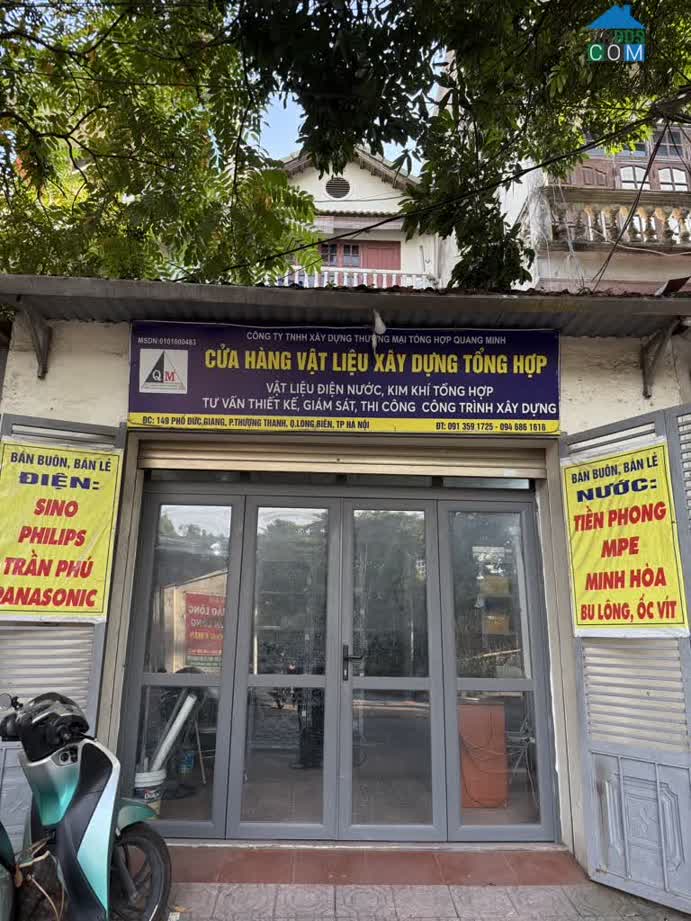 COM
CÔNG TY TNHH XÂY DỰNG THƯƠNG MẠI TỔNG HỢP QUANG MINH
MSDN:0101600483
QM
CỬA HÀNG VẬT LIỆU XÂY DỰNG TỔNG HỢP
VẬT LIỆU ĐIỆN NƯỚC, KIM KHÍ TỔNG HỢP
TƯ VẤN THIẾT KẾ, GIÁM SÁT, THI CÔNG CÔNG TRÌNH XÂY DỰNG
ĐC: 149 PHỐ ĐỨC GIANG, P.THƯỢNG THANH, Q.LONG BIÊN, TP HÀ NỘI
ĐT: 091 359 1725 - 094 686 1616
BÁN BUÔN, BÁN LẺ
ĐIỆN:
SINO
PHILIPS
TRẦN PHÚ
PANASONIC
BÁN BUÔN, BÁN LẺ
NƯỚC:
TIỀN PHONG
MPE
MINH HÒA
BU LÔNG, ỐC VÍT